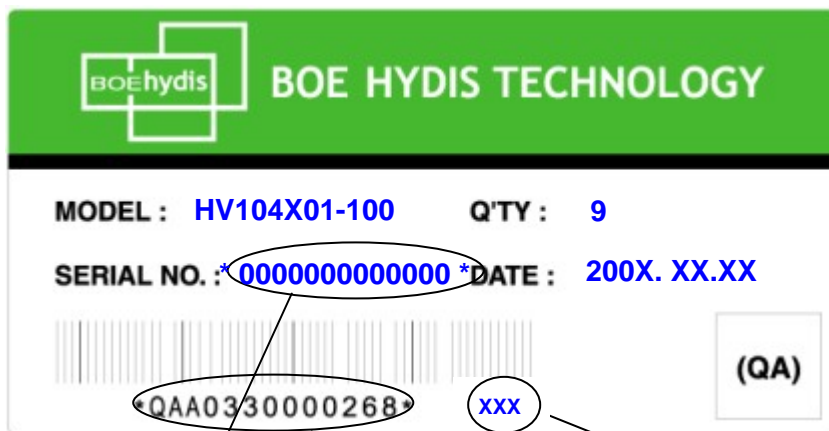 BOEhydis BOE HYDIS TECHNOLOGY
MODEL : HV104X01-100 Q'TY : 9
SERIAL NO. :* 0000000000000 *DATE : 200X. XX.XX
(QA)
*QAA0330000268* XXX